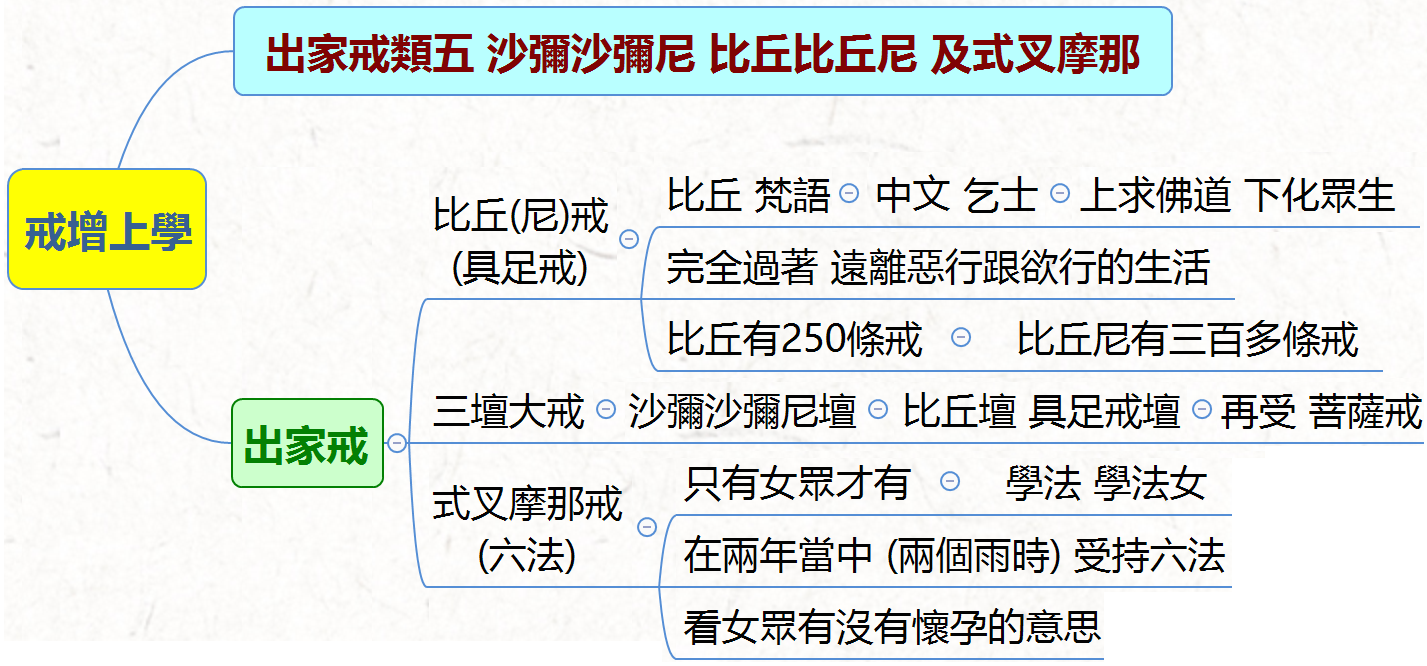 出家戒類五 沙彌沙彌尼 比丘比丘尼 及式叉摩那
戒增上學
出家戒
比丘(尼)戒
(具足戒)
比丘 梵語 中文 乞士 上求佛道 下化眾生
完全過著 遠離惡行跟欲行的生活
比丘有250條戒 比丘尼有三百多條戒
三壇大戒 沙彌沙彌尼壇 比丘壇 具足戒壇 再受 菩薩戒
式叉摩那戒
(六法)
只有女眾才有 學法 學法女
在兩年當中 (兩個雨時) 受持六法
看女眾有沒有懷孕的意思